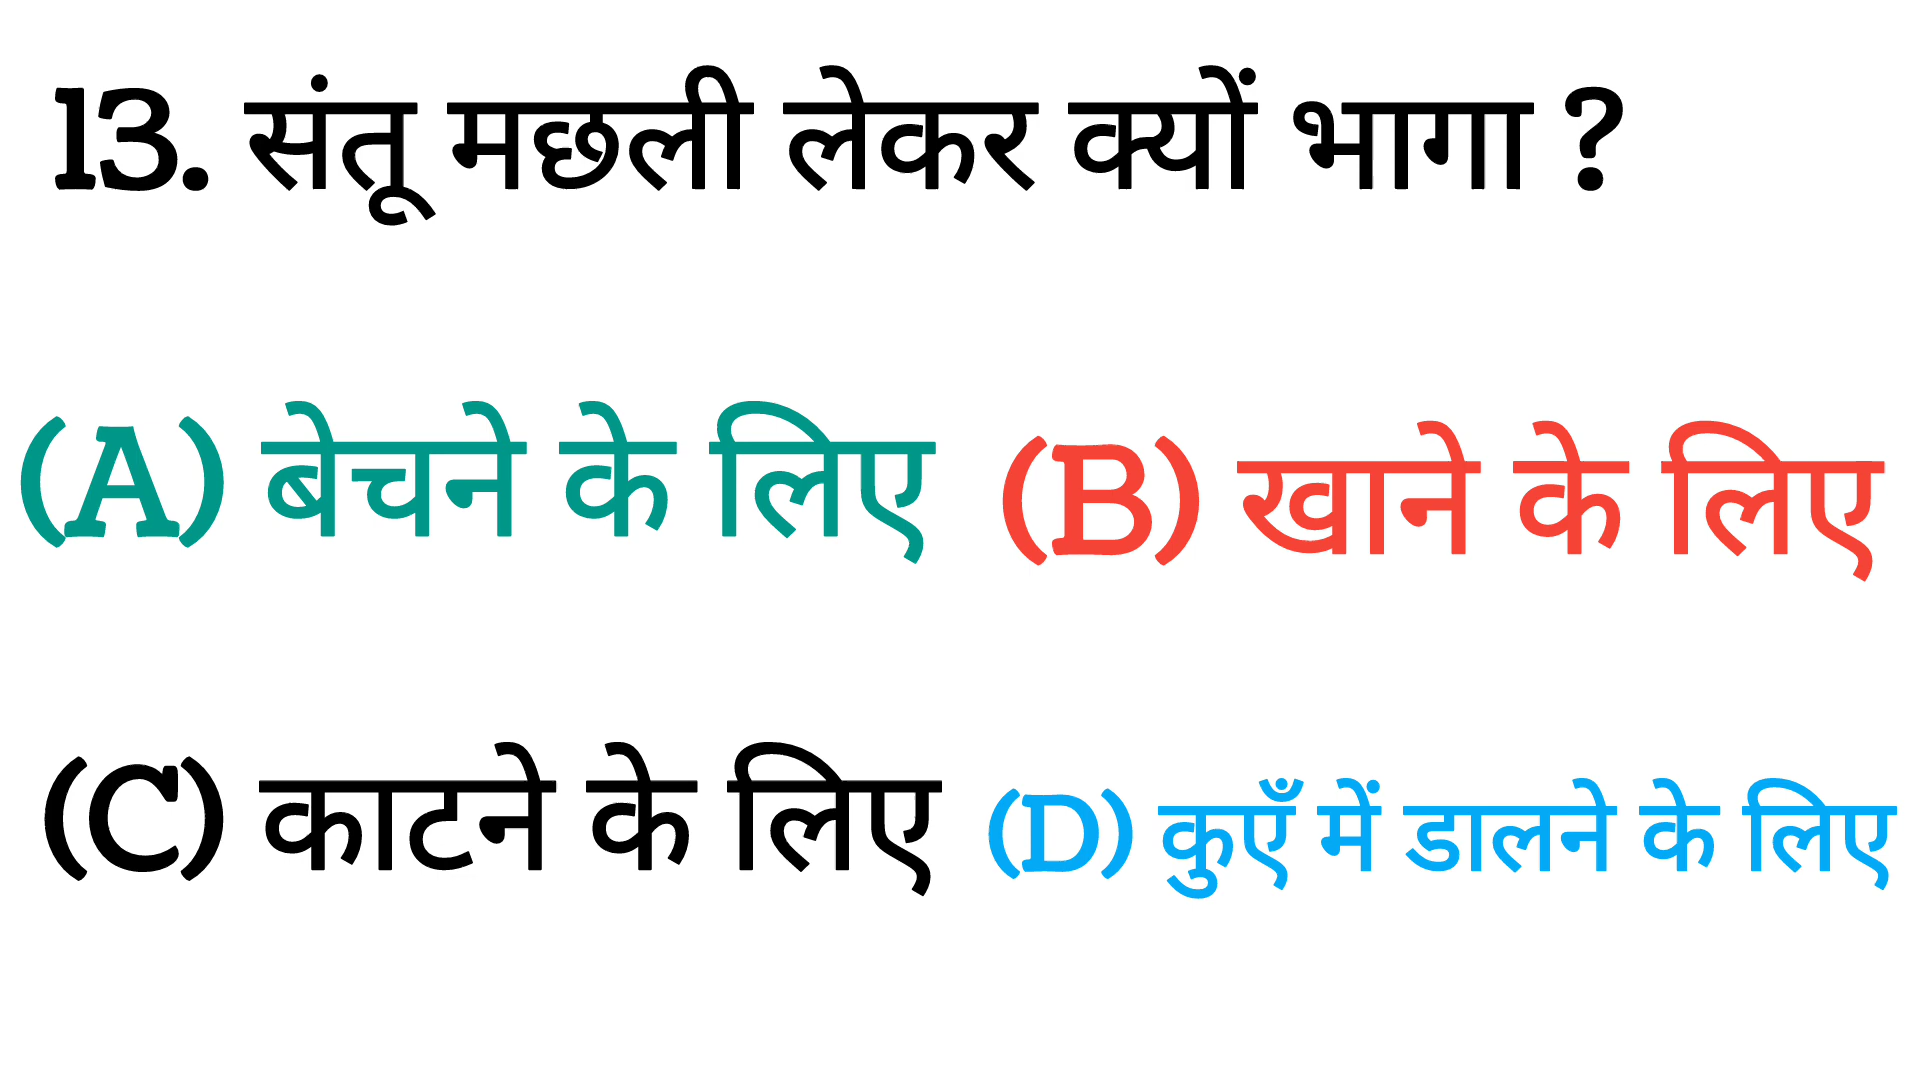 13. संतू मछली लेकर क्यों भागा ?
(A) बेचने के लिए (B) खाने के लिए
(C) काटने के लिए (D) कुएँ में डालने के लिए